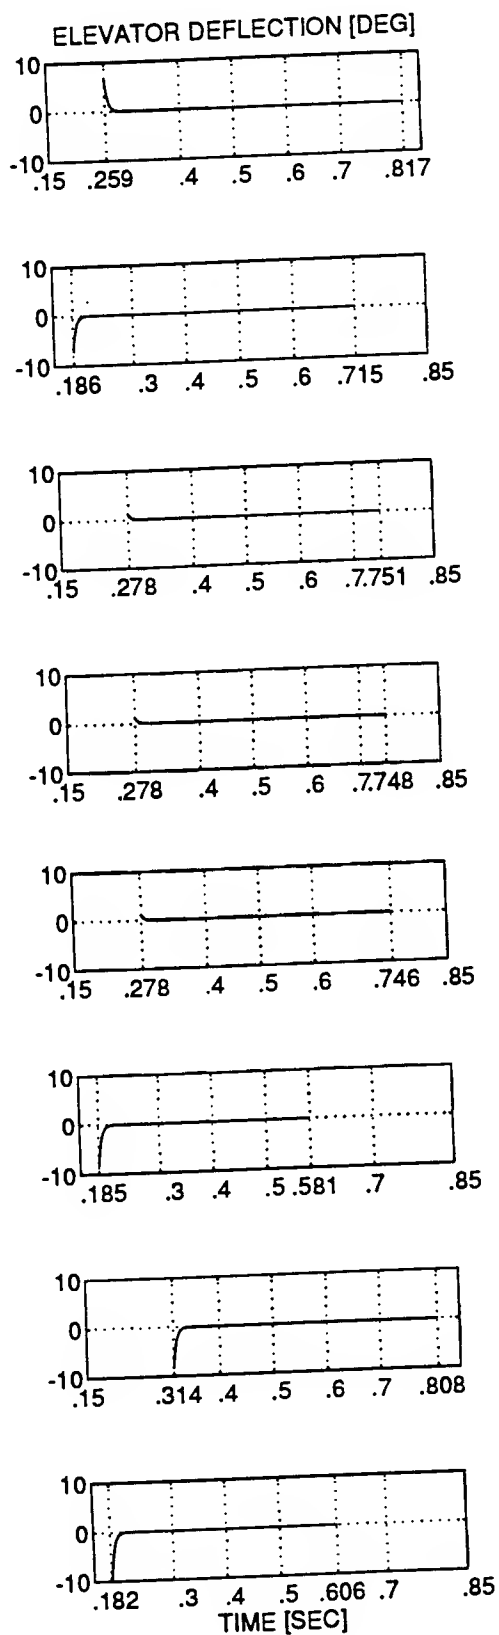 ELEVATOR DEFLECTION [DEG]
10
0
-10
.15 .259 .4 .5 .6 .7 .817
10
0
-10
.186 .3 .4 .5 .6 .715 .85
10
0
-10
.15 .278 .4 .5 .6 .7 .751 .85
10
0
-10
.15 .278 .4 .5 .6 .7 .748 .85
10
0
-10
.15 .278 .4 .5 .6 .746 .85
10
0
-10
.185 .3 .4 .5 .581 .7 .85
10
0
-10
.15 .314 .4 .5 .6 .7 .808
10
0
-10
.182 .3 .4 .5 .606 .7 .85
TIME [SEC]